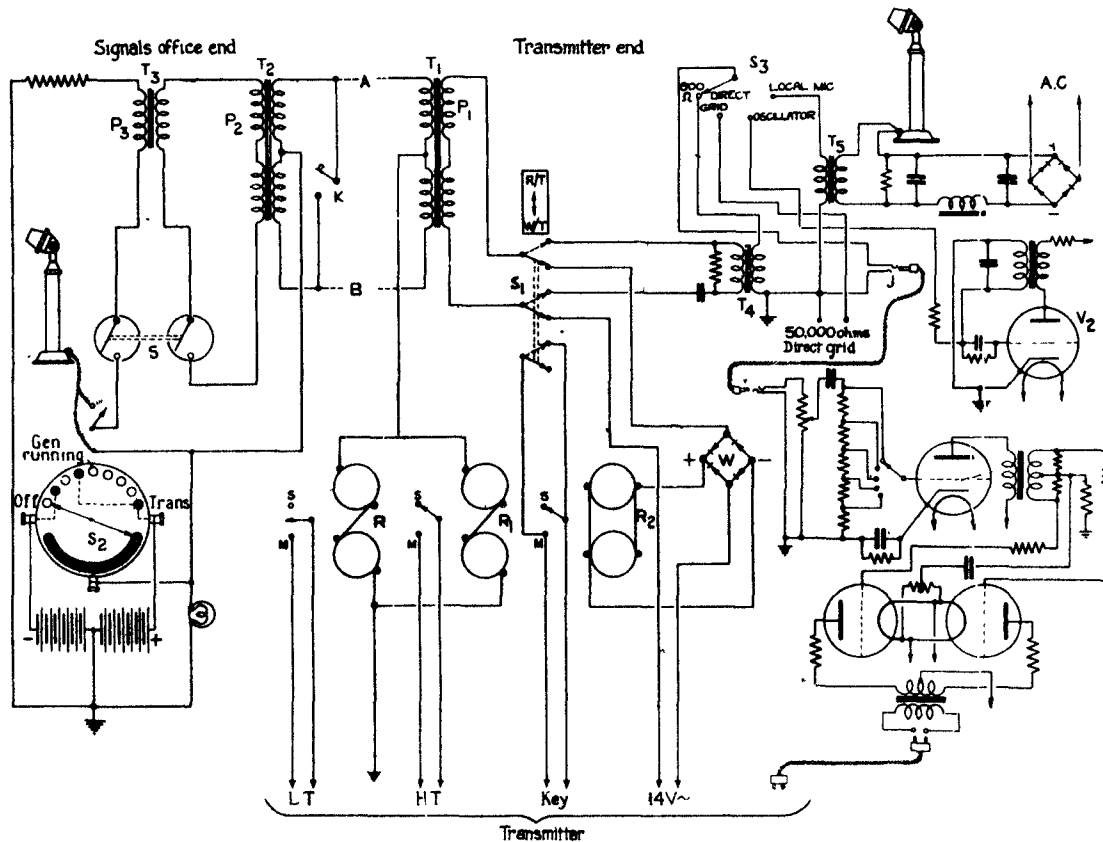 Signals office end
Transmitter end
T3
T2
A
T1
P3
P2
P1
K
B
S
Gen running
Off
Trans
S2
-
+
S3
600 Ω
DIRECT GRID
LOCAL MIC
OSCILLATOR
A.C
T5
+
-
R/T
W/T
S1
T4
J
50,000 ohms
Direct grid
V2
+
W
-
S
M
R
S
M
R1
S
M
R2
LT
HT
Key
14V~
Transmitter